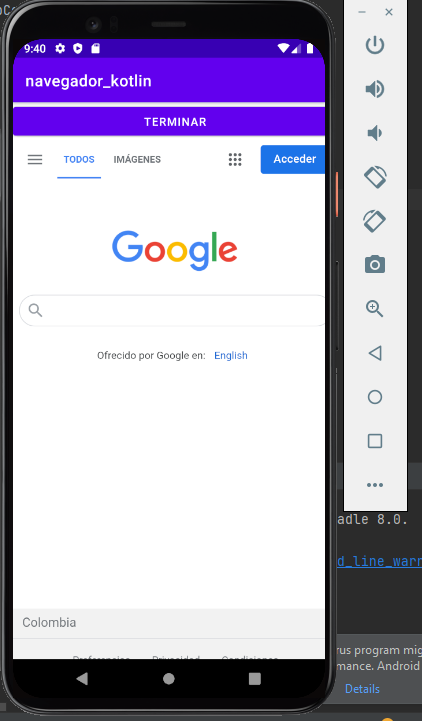 9:40
navegador_kotlin
TERMINAR
TODOS IMÁGENES Acceder
Google
Ofrecido por Google en: English
adle 8.0.
d_line_warn
Colombia
rus program mig
Preferencias Privacidad Condiciones
mance. Android
Details